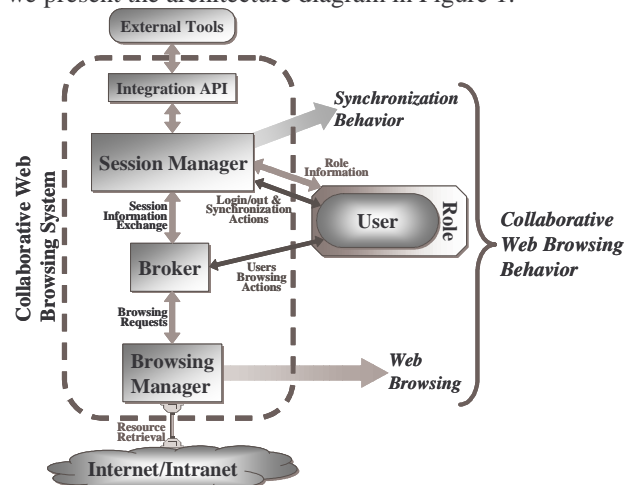 we present the architecture diagram in Figure 1.
External Tools
Integration API
Synchronization
Behavior
Session Manager
Role
Information
Login/out &
Synchronization
Actions
Session
Information
Exchange
User
Role
Collaborative Web
Browsing System
Collaborative
Web Browsing
Behavior
Broker
Users
Browsing
Actions
Browsing
Requests
Browsing
Manager
Web
Browsing
Resource
Retrieval
Internet/Intranet